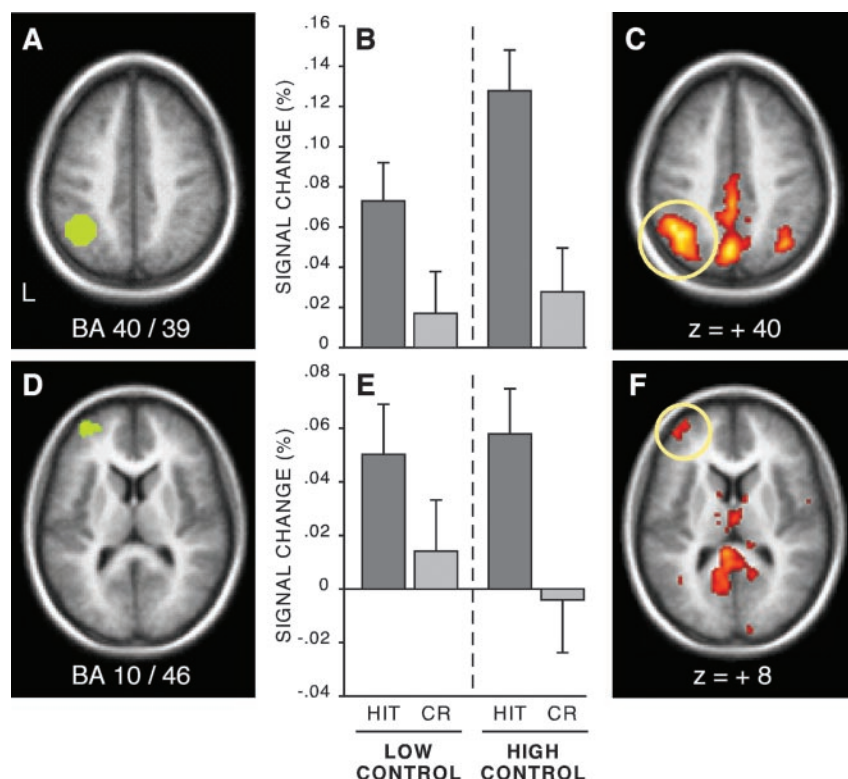 A
L
BA 40 / 39
B
SIGNAL CHANGE (%)
.16
.14
.12
.10
.08
.06
.04
.02
0
C
z = + 40
D
BA 10 / 46
E
SIGNAL CHANGE (%)
.08
.06
.04
.02
0
-.02
-.04
HIT CR HIT CR
LOW CONTROL
HIGH CONTROL
F
z = + 8